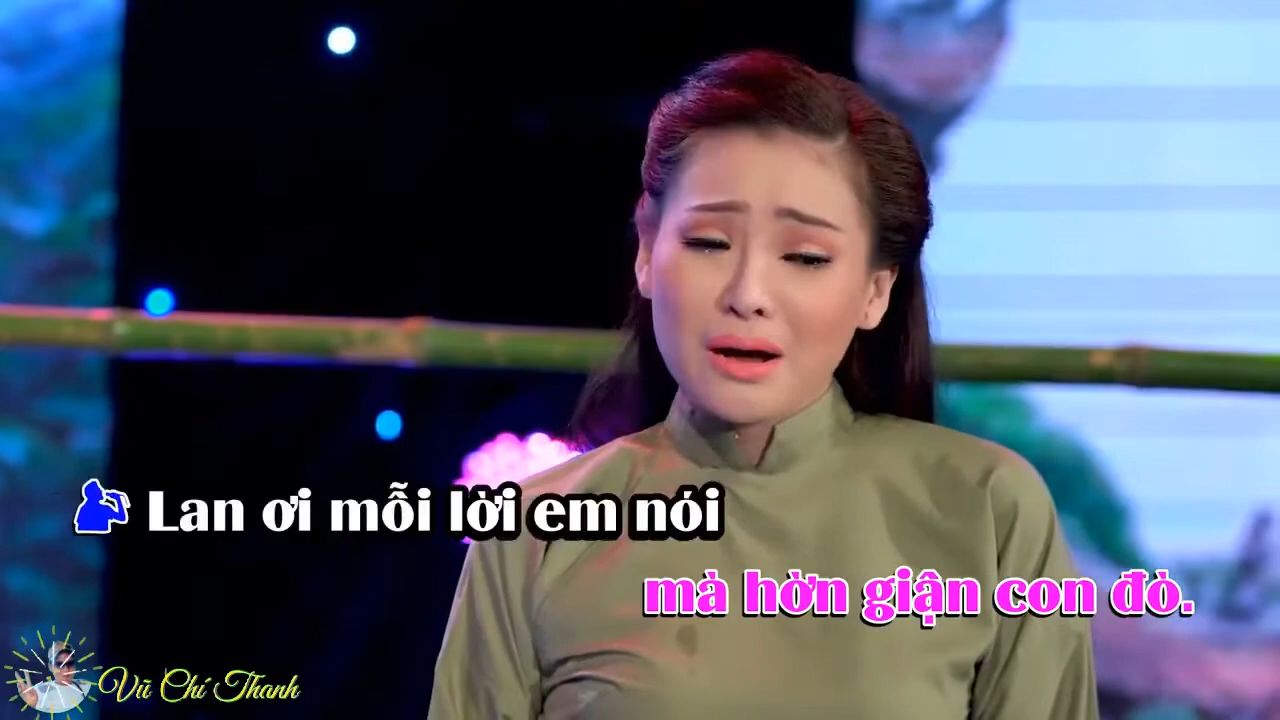 Lan ơi mỗi lời em nói
mà hờn giận con đò.
Vũ Chí Thanh